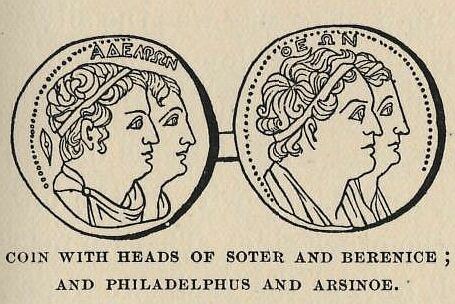 ΑΔΕΛΦΩΝ
ΘΕΩΝ
COIN WITH HEADS OF SOTER AND BERENICE ;
AND PHILADELPHUS AND ARSINOE.